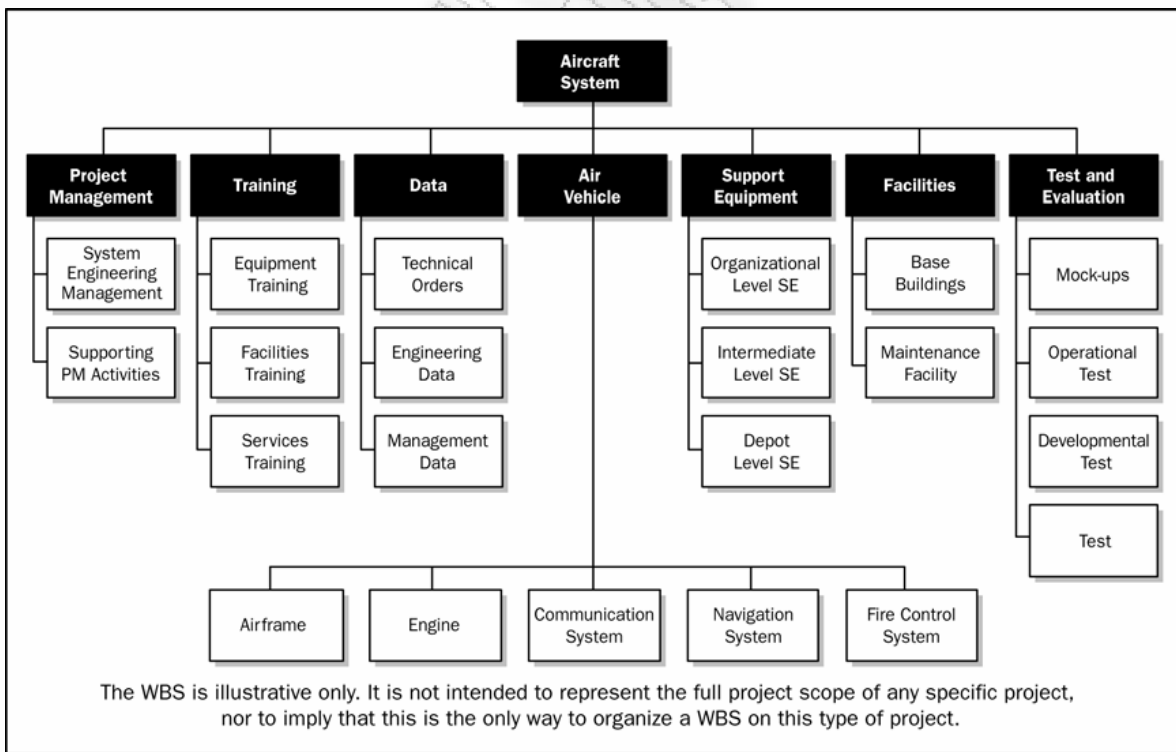 Aircraft
System
Project
Management
Training
Data
Air
Vehicle
Support
Equipment
Facilities
Test and
Evaluation
System
Engineering
Management
Equipment
Training
Technical
Orders
Organizational
Level SE
Base
Buildings
Mock-ups
Supporting
PM Activities
Facilities
Training
Engineering
Data
Intermediate
Level SE
Maintenance
Facility
Operational
Test
Services
Training
Management
Data
Depot
Level SE
Developmental
Test
Test
Airframe
Engine
Communication
System
Navigation
System
Fire Control
System
The WBS is illustrative only. It is not intended to represent the full project scope of any specific project,
nor to imply that this is the only way to organize a WBS on this type of project.